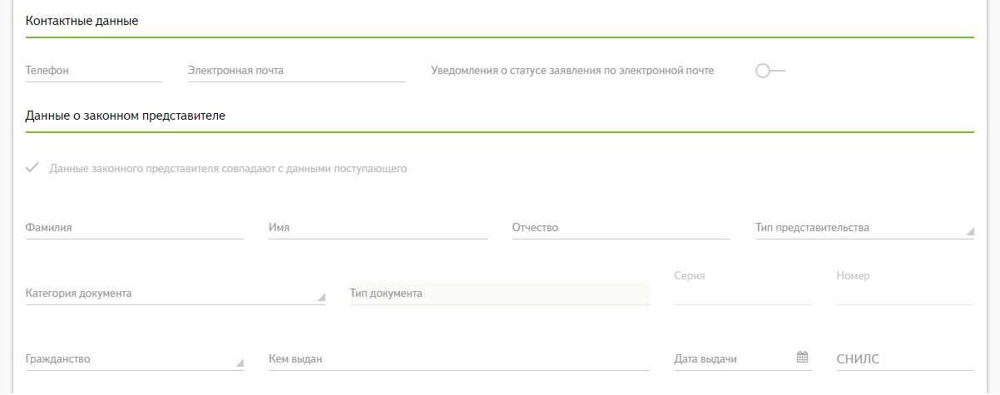 Контактные данные
Телефон Электронная почта Уведомления о статусе заявления по электронной почте
Данные о законном представителе
Данные законного представителя совпадают с данными поступающего
Фамилия Имя Отчество Тип представительства
Серия Номер
Категория документа Тип документа
Гражданство Кем выдан Дата выдачи СНИЛС